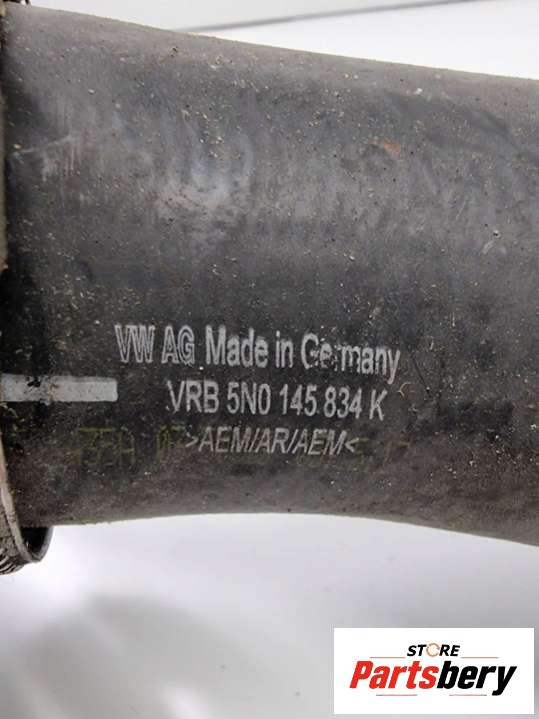 VW AG Made in Germany
VRB 5N0 145 834 K
>AEM/AR/AEM<
STORE
Partsbery